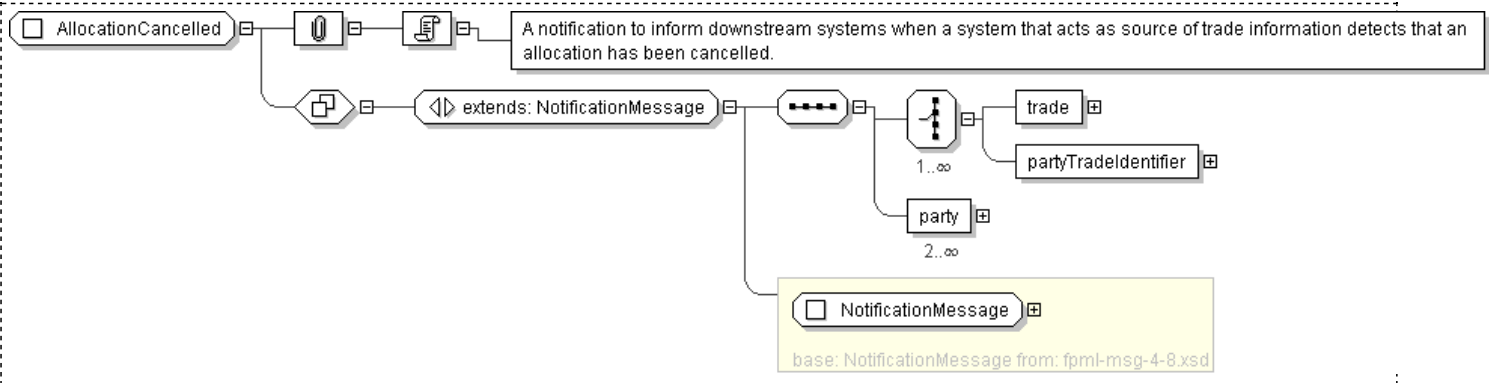 AllocationCancelled
A notification to inform downstream systems when a system that acts as source of trade information detects that an
allocation has been cancelled.
extends: NotificationMessage
trade
1..∞
partyTradeIdentifier
party
2..∞
NotificationMessage
base: NotificationMessage from: fpml-msg-4-8.xsd